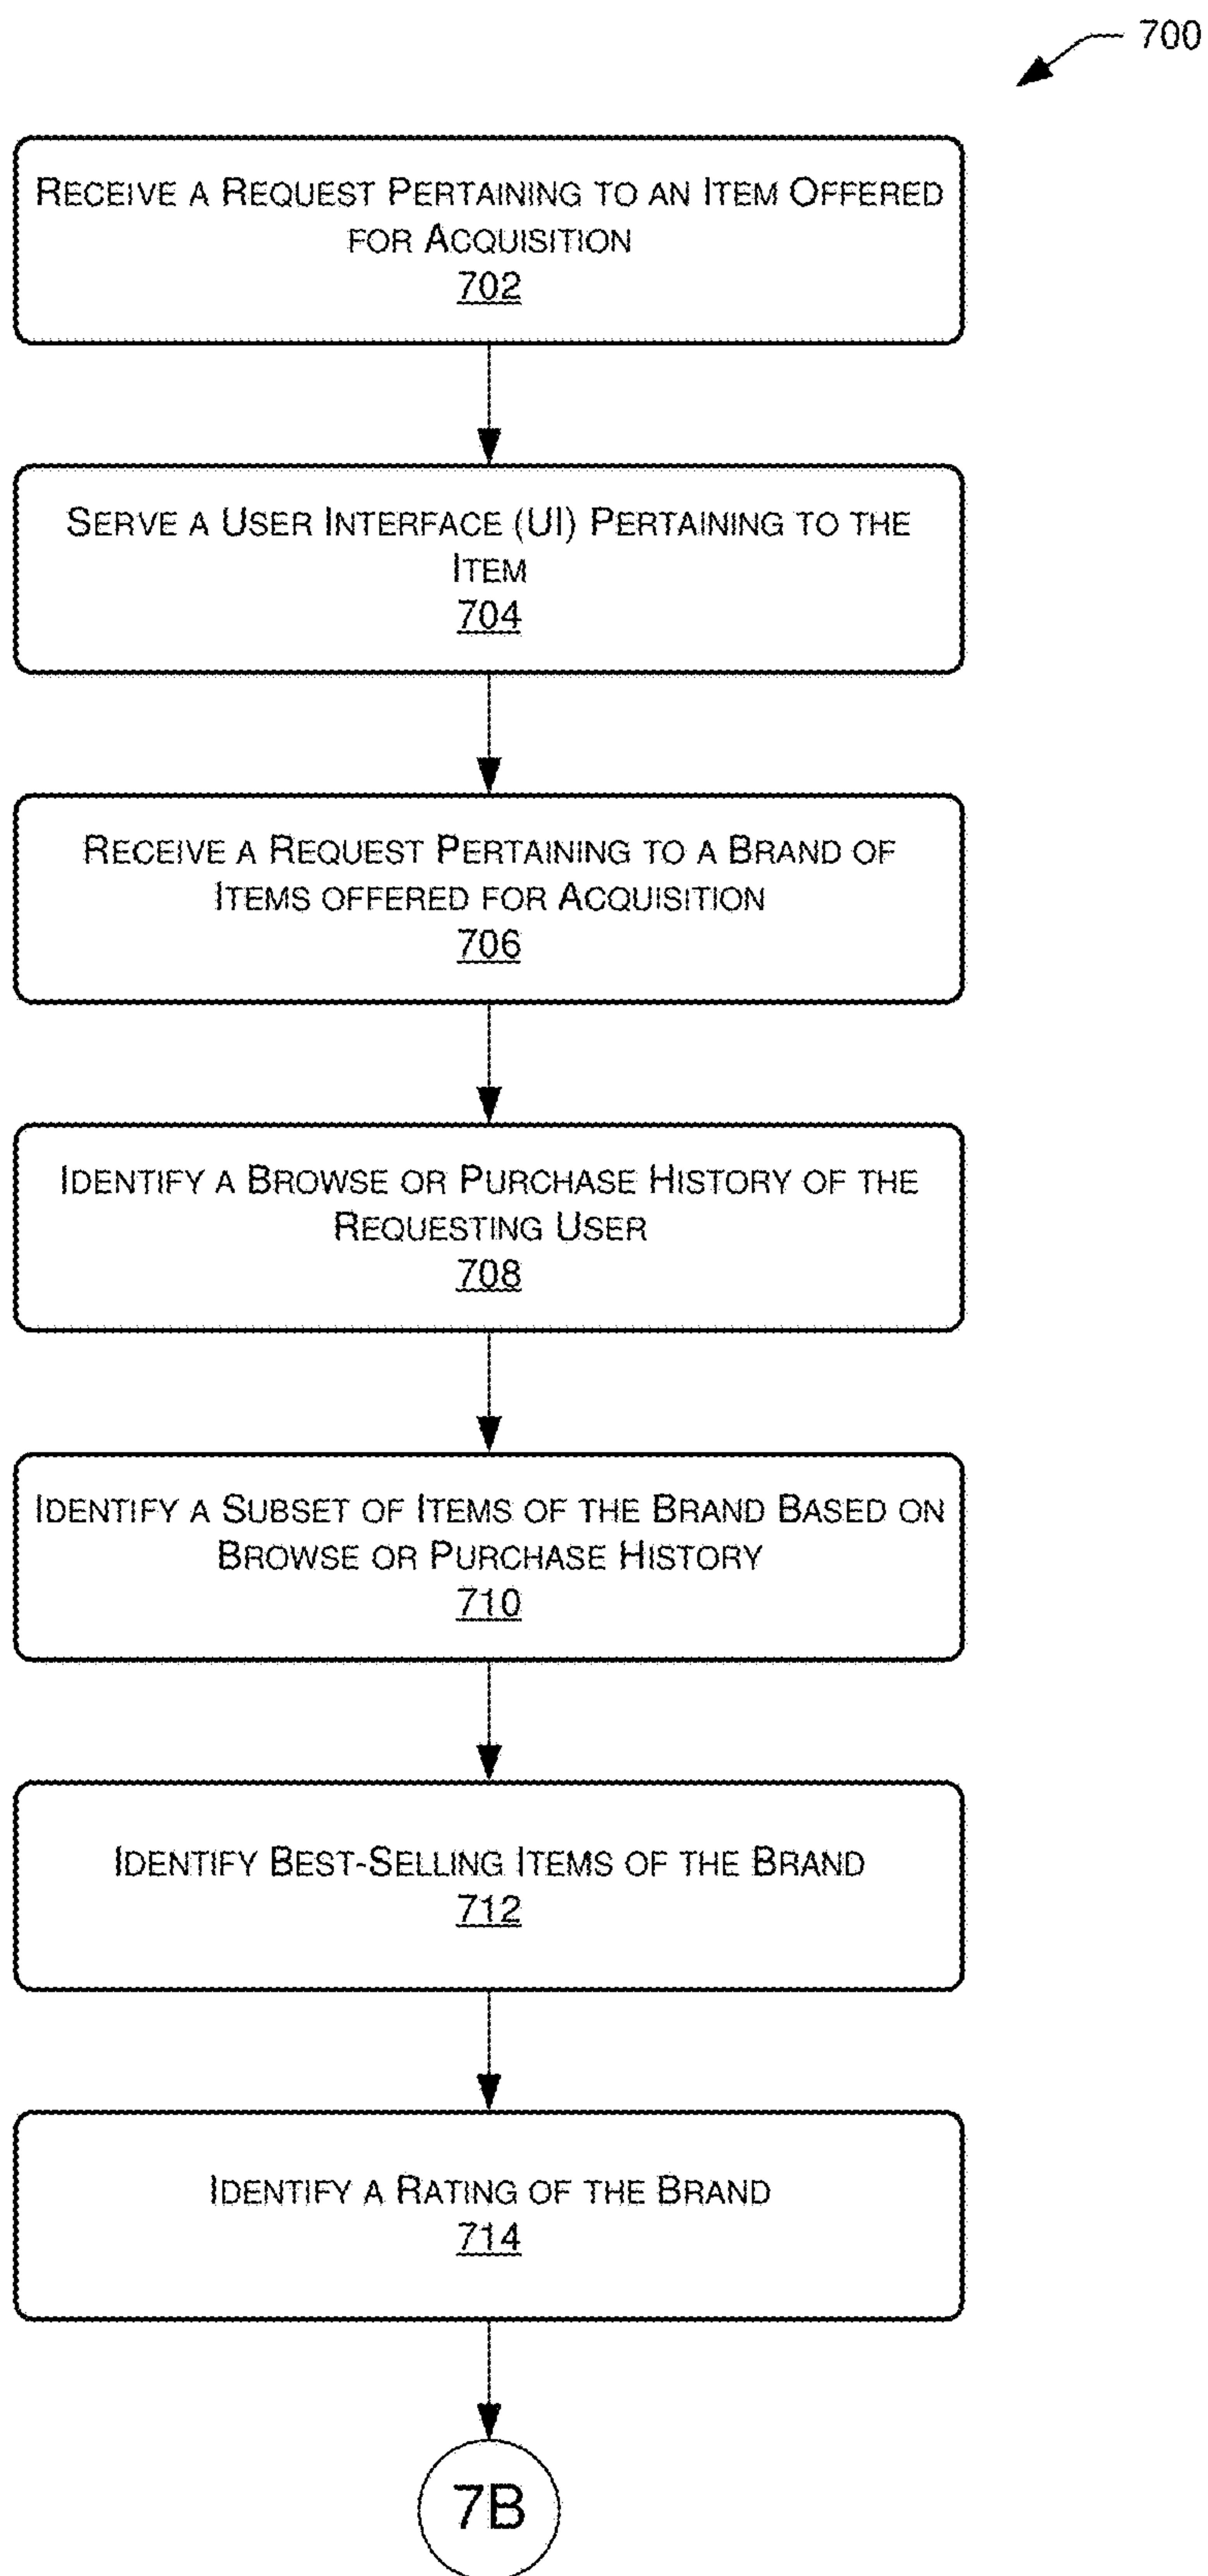 700
Receive a Request Pertaining to an Item Offered
for Acquisition
702
Serve a User Interface (UI) Pertaining to the
Item
704
Receive a Request Pertaining to a Brand of
Items offered for Acquisition
706
Identify a Browse or Purchase History of the
Requesting User
708
Identify a Subset of Items of the Brand Based on
Browse or Purchase History
710
Identify Best-Selling Items of the Brand
712
Identify a Rating of the Brand
714
7B